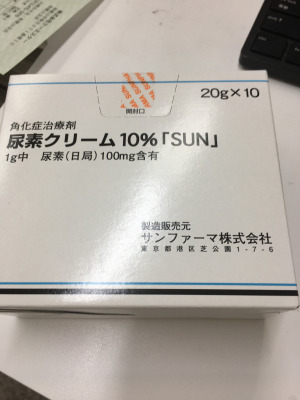 開封口
20g×10
角化症治療剤
尿素クリーム10%「SUN」
1g中 尿素(日局)100mg含有
製造販売元
サンファーマ株式会社
東京都港区芝公園1-7-6